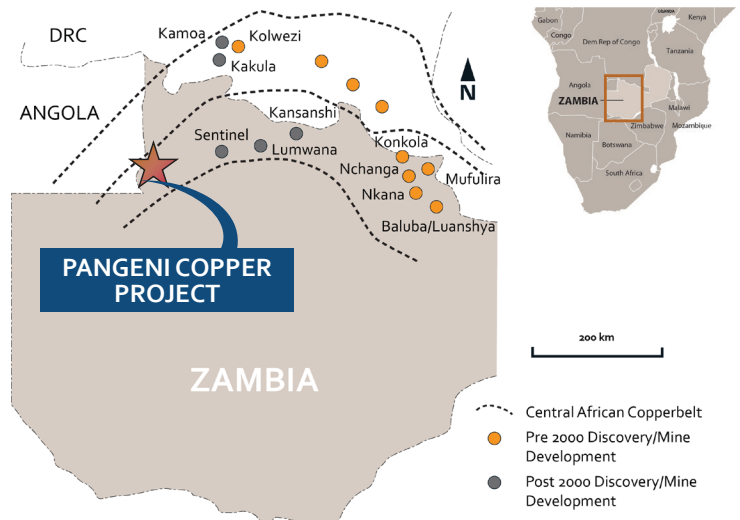 DRC
ANGOLA
Kamoa
Kolwezi
Kakula
Kansanshi
Sentinel
Lumwana
Konkola
Nchanga
Mufulira
Nkana
Baluba/Luanshya
N
PANGENI COPPER
PROJECT
ZAMBIA
Gabon
Congo
Dem Rep of Congo
UGANDA
Kenya
Tanzania
Angola
ZAMBIA
Malawi
Zimbabwe
Mozambique
Namibia
Botswana
South Africa
200 km
Central African Copperbelt
Pre 2000 Discovery/Mine
Development
Post 2000 Discovery/Mine
Development